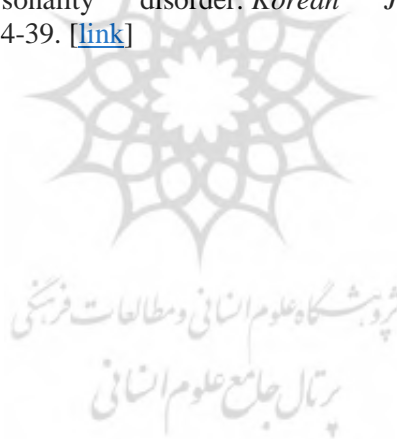 sonality disorder. Korean J
4-39. [link]
پژوهشگاه علوم انسانی و مطالعات فرهنگی
پرتال جامع علوم انسانی